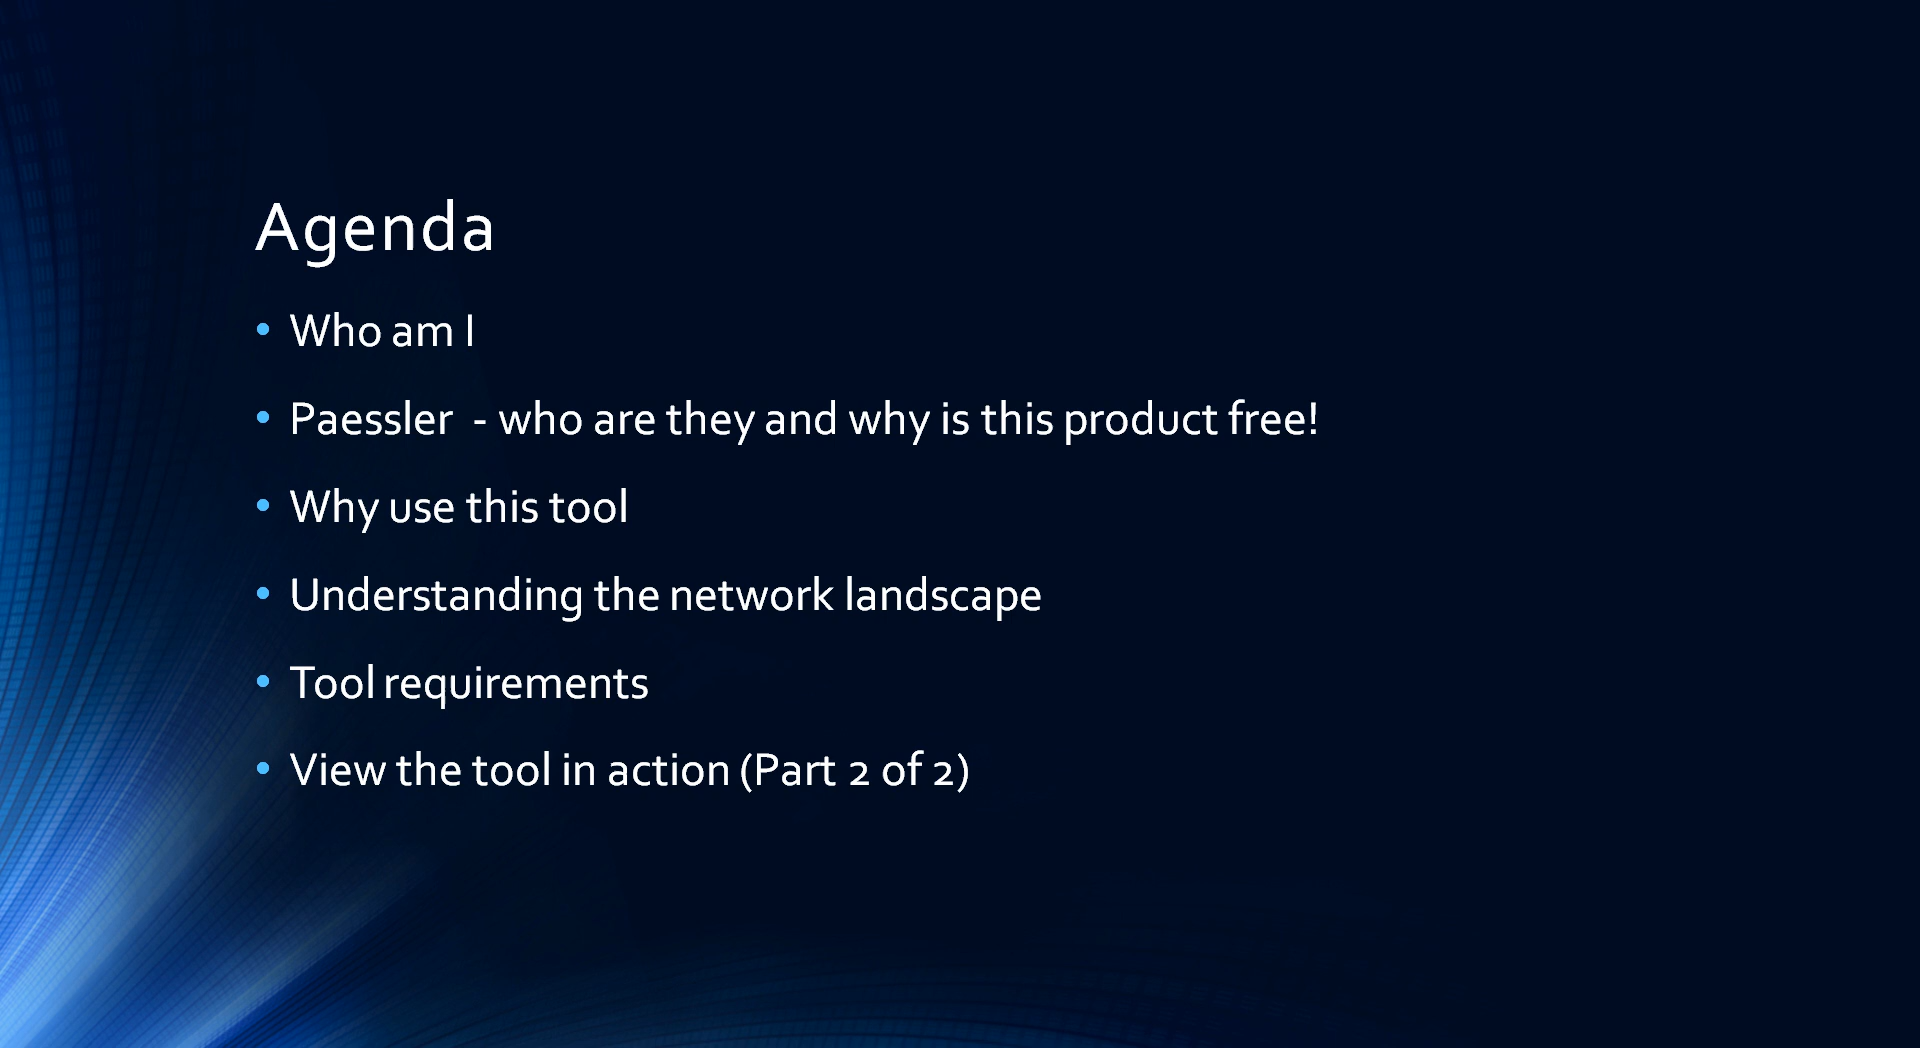 Agenda
• Who am I
• Paessler  - who are they and why is this product free!
• Why use this tool
• Understanding the network landscape
• Tool requirements
• View the tool in action (Part 2 of 2)